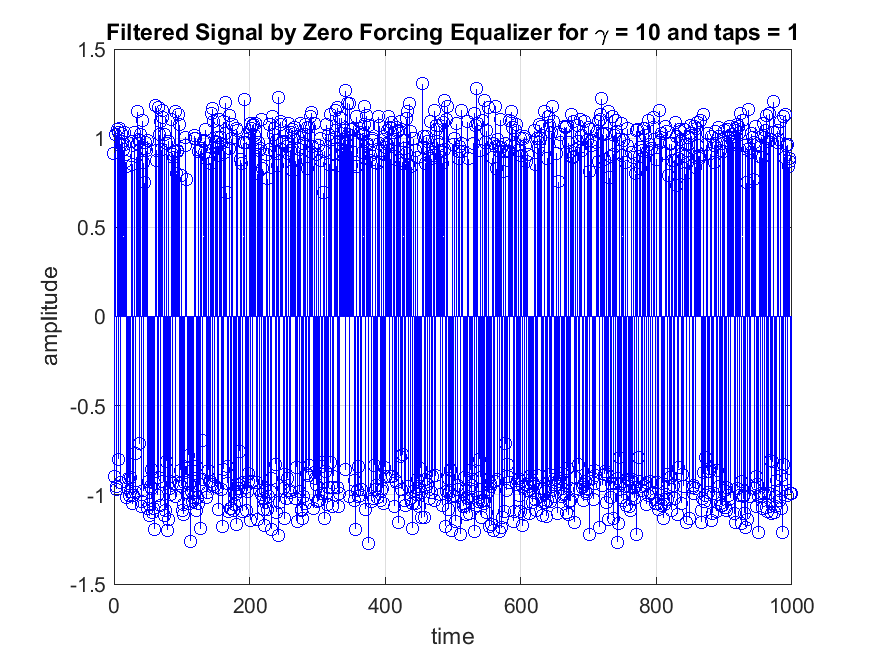 Filtered Signal by Zero Forcing Equalizer for γ = 10 and taps = 1
1.5
1
0.5
0
-0.5
-1
-1.5
amplitude
0 200 400 600 800 1000
time